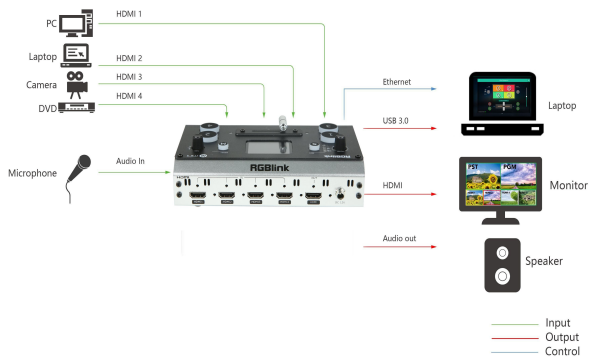 PC
HDMI 1
Laptop
HDMI 2
Camera
HDMI 3
DVD
HDMI 4
Microphone
Audio In
RGBlink
HDMI
Ethernet
USB 3.0
Laptop
HDMI
PST PGM
Monitor
Audio out
Speaker
Input
Output
Control